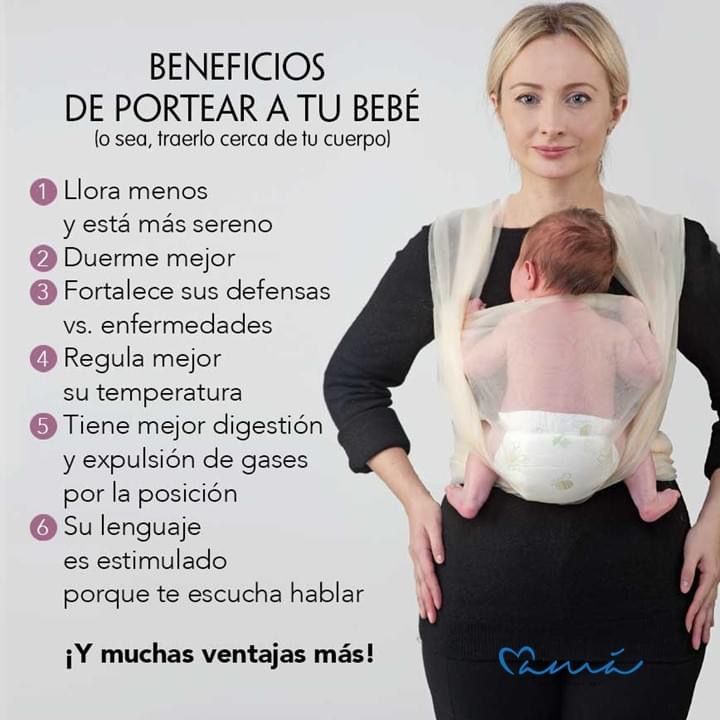 BENEFICIOS
DE PORTEAR A TU BEBÉ
(o sea, traerlo cerca de tu cuerpo)
1 Llora menos
y está más sereno
2 Duerme mejor
3 Fortalece sus defensas
vs. enfermedades
4 Regula mejor
su temperatura
5 Tiene mejor digestión
y expulsión de gases
por la posición
6 Su lenguaje
es estimulado
porque te escucha hablar
¡Y muchas ventajas más!
Mamá